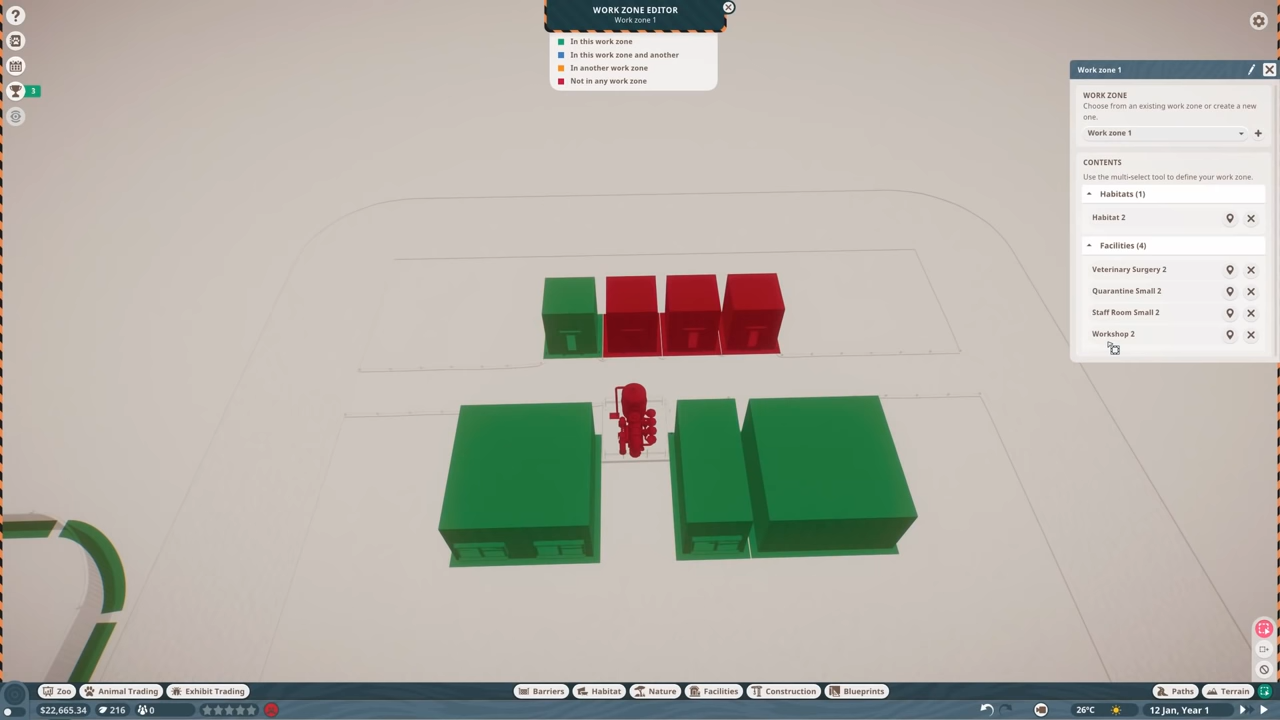 WORK ZONE EDITOR
Work zone 1
In this work zone
In this work zone and another
In another work zone
Not in any work zone
?
3
Work zone 1
WORK ZONE
Choose from an existing work zone or create a new
one.
Work zone 1
CONTENTS
Use the multi-select tool to define your work zone.
Habitats (1)
Habitat 2
Facilities (4)
Veterinary Surgery 2
Quarantine Small 2
Staff Room Small 2
Workshop 2
Zoo
Animal Trading
Exhibit Trading
Barriers
Habitat
Nature
Facilities
Construction
Blueprints
Paths
Terrain
$22,665.34
216
0
26°C
12 Jan, Year 1